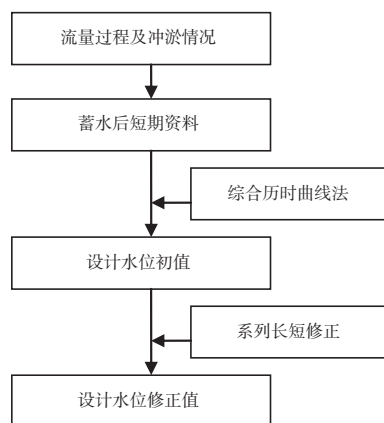 流量过程及冲淤情况
蓄水后短期资料
综合历时曲线法
设计水位初值
系列长短修正
设计水位修正值